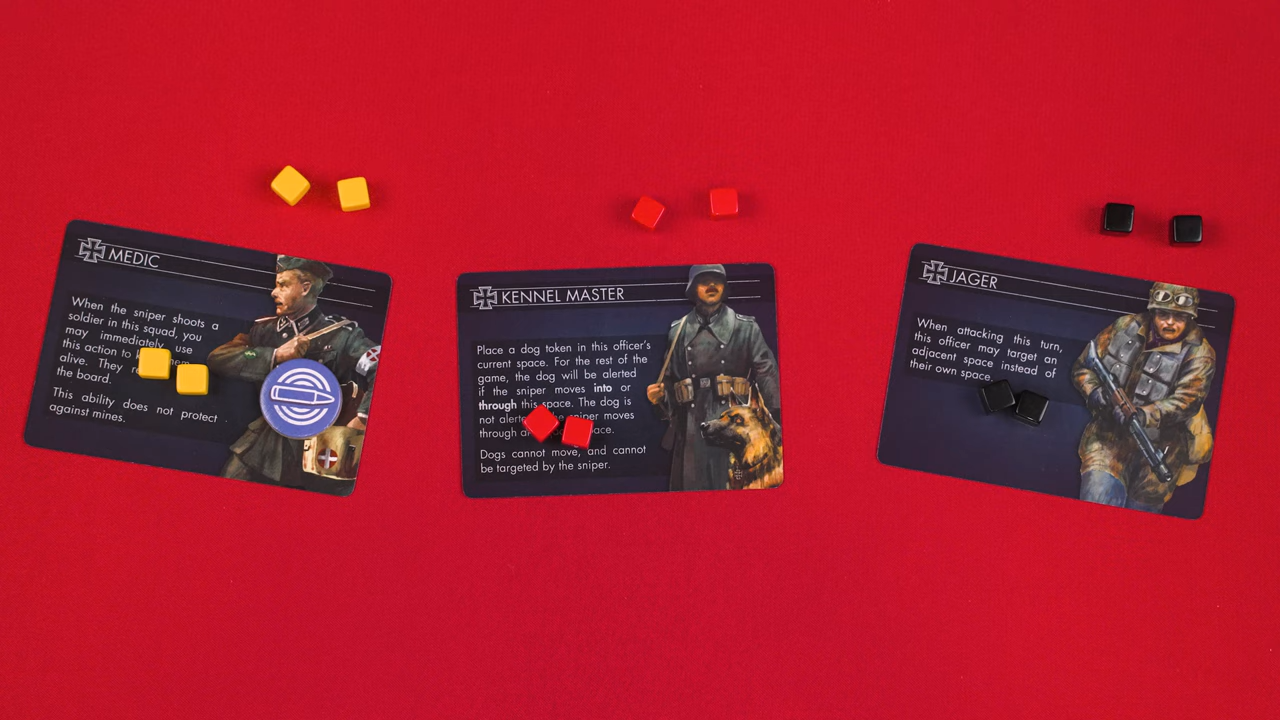 MEDIC
When the sniper shoots a
soldier in this squad, you
may immediately use
this action to
alive. They
the board.
This ability does not protect
against mines.
KENNEL MASTER
Place a dog token in this officer's
current space. For the rest of the
game, the dog will be alerted
if the sniper moves into or
through this space. The dog is
not sniper moves
through
Dogs cannot move, and cannot
be targeted by the sniper.
JAGER
When attacking this turn,
this officer may target an
adjacent space instead of
their own space.